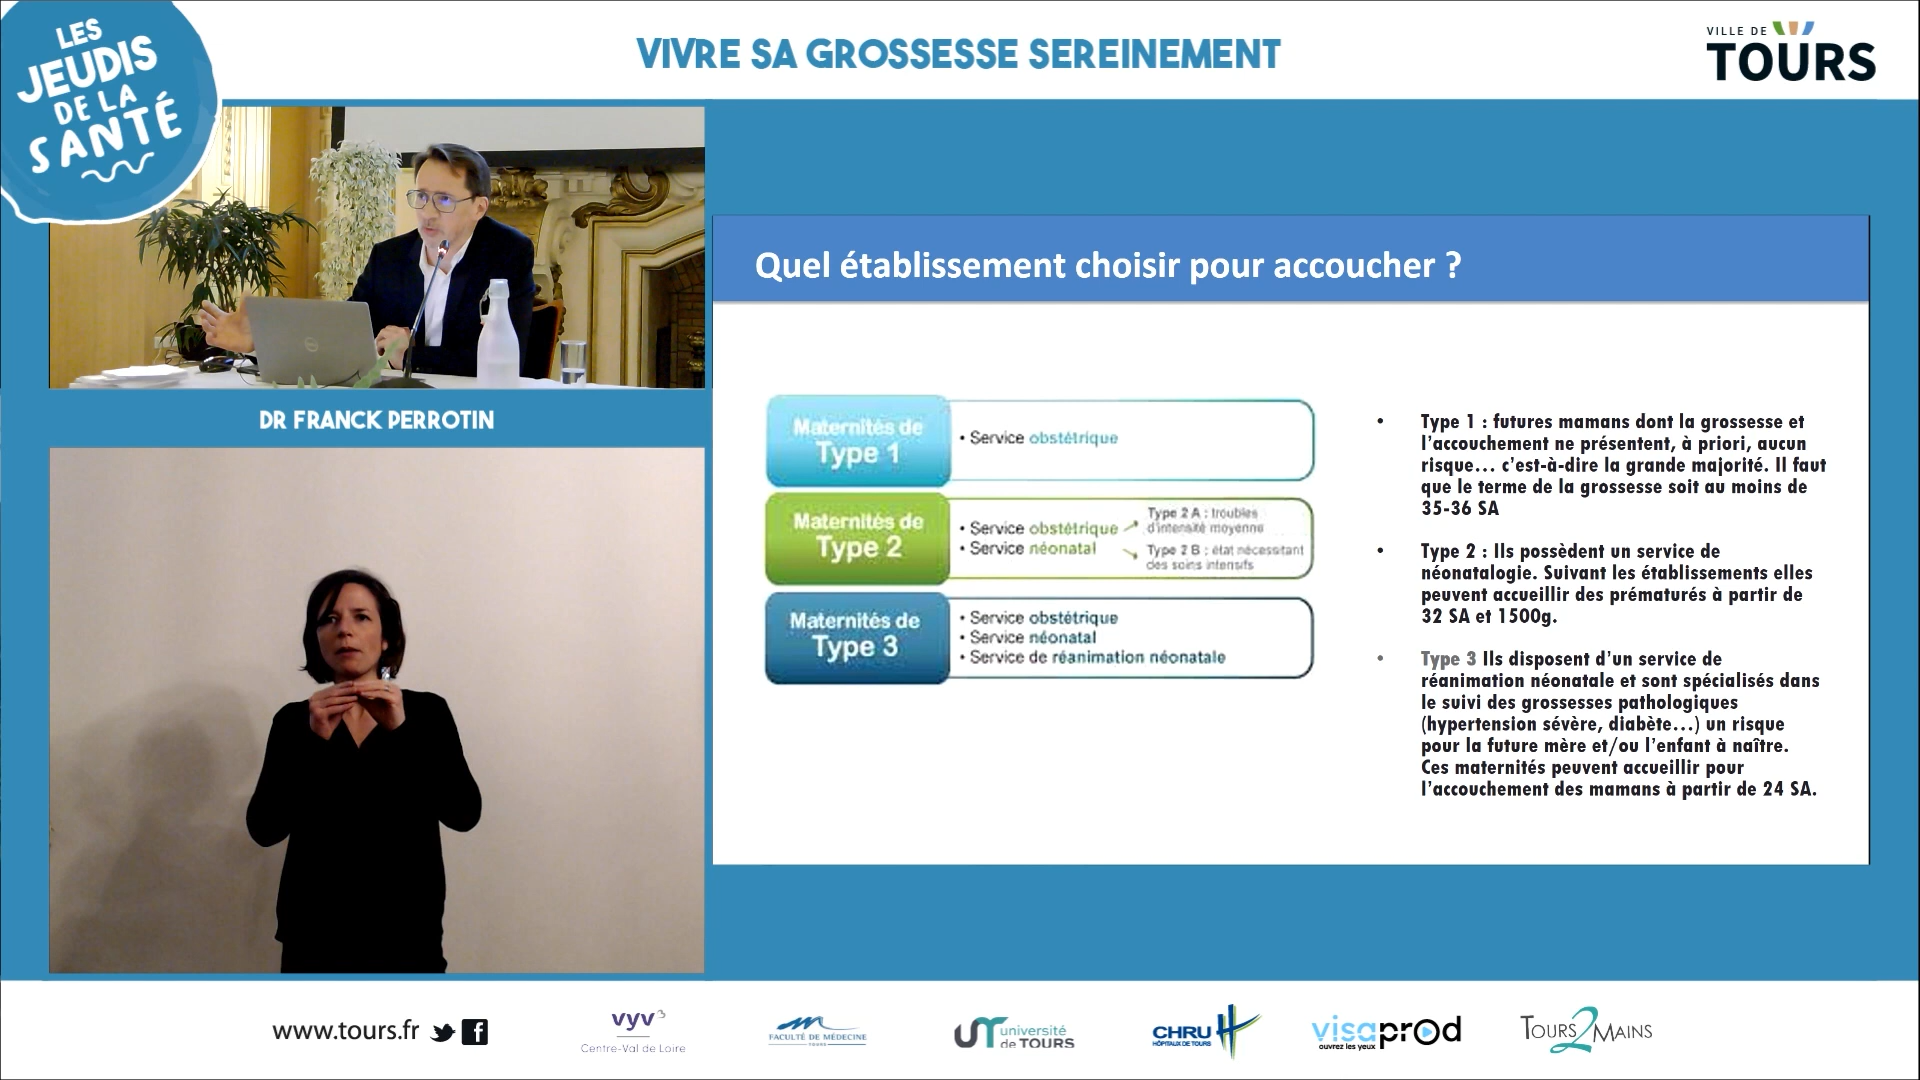 LES
JEUDIS
DE LA
SANTÉ
VIVRE SA GROSSESSE SEREINEMENT
VILLE DE
TOURS
DR FRANCK PERROTIN
Quel établissement choisir pour accoucher ?
Maternités de
Type 1
• Service obstétrique
Maternités de
Type 2
• Service obstétrique
• Service néonatal
Type 2 A : troubles
d'intensité moyenne
Type 2 B : état nécessitant
des soins intensifs
Maternités de
Type 3
• Service obstétrique
• Service néonatal
• Service de réanimation néonatale
• Type 1 : futures mamans dont la grossesse et
l'accouchement ne présentent, à priori, aucun
risque… c'est-à-dire la grande majorité. Il faut
que le terme de la grossesse soit au moins de
35-36 SA
• Type 2 : Ils possèdent un service de
néonatalogie. Suivant les établissements elles
peuvent accueillir des prématurés à partir de
32 SA et 1500g.
• Type 3 Ils disposent d'un service de
réanimation néonatale et sont spécialisés dans
le suivi des grossesses pathologiques
(hypertension sévère, diabète…) un risque
pour la future mère et/ou l'enfant à naître.
Ces maternités peuvent accueillir pour
l'accouchement des mamans à partir de 24 SA.
www.tours.fr
vyv3
Centre-Val de Loire
FACULTÉ DE MÉDECINE
TOURS
université
de TOURS
CHRU
HÔPITAUX DE TOURS
visaprod
ouvrez les yeux
TOURS 2 MAINS